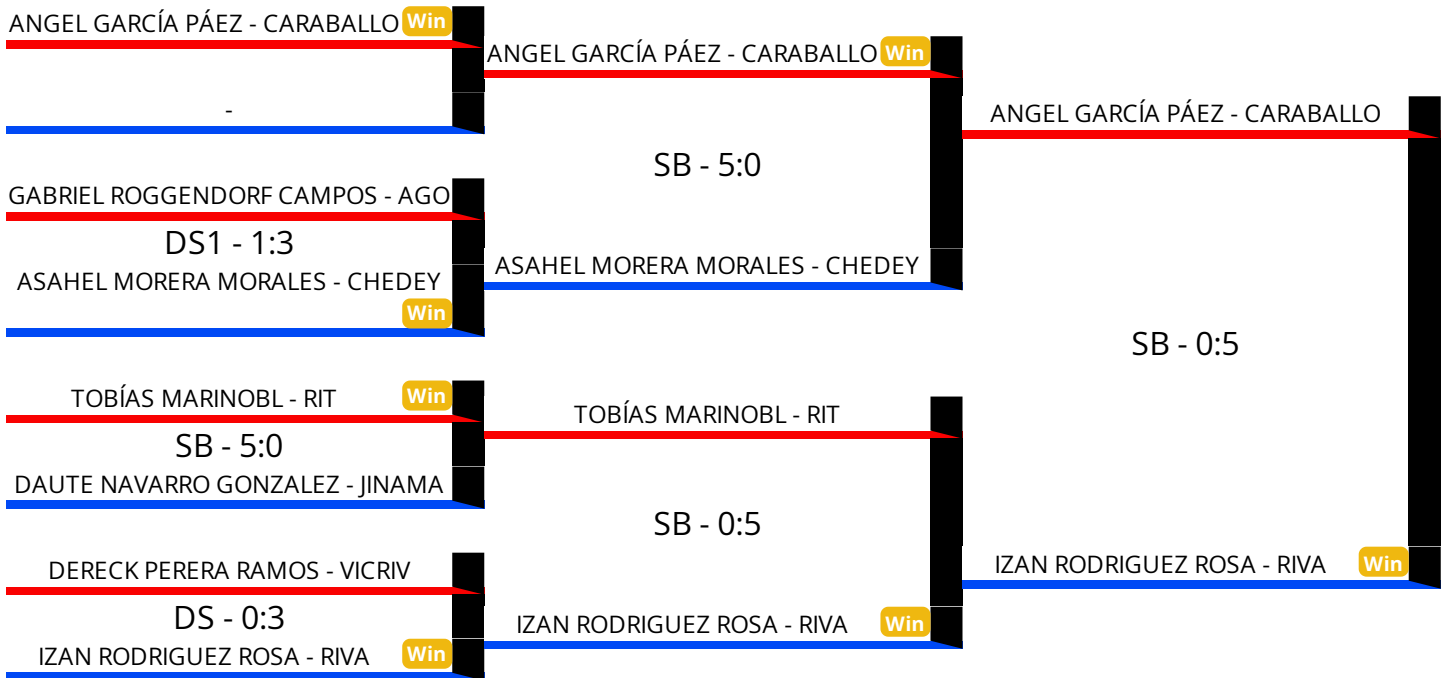 ANGEL GARCÍA PÁEZ - CARABALLO Win
-
GABRIEL ROGGENDORF CAMPOS - AGO
DS1 - 1:3
ASAHEL MORERA MORALES - CHEDEY
Win
TOBÍAS MARINOBL - RIT Win
SB - 5:0
DAUTE NAVARRO GONZALEZ - JINAMA
DERECK PERERA RAMOS - VICRIV
DS - 0:3
IZAN RODRIGUEZ ROSA - RIVA Win
ANGEL GARCÍA PÁEZ - CARABALLO Win
SB - 5:0
ASAHEL MORERA MORALES - CHEDEY
TOBÍAS MARINOBL - RIT
SB - 0:5
IZAN RODRIGUEZ ROSA - RIVA Win
ANGEL GARCÍA PÁEZ - CARABALLO
SB - 0:5
IZAN RODRIGUEZ ROSA - RIVA Win